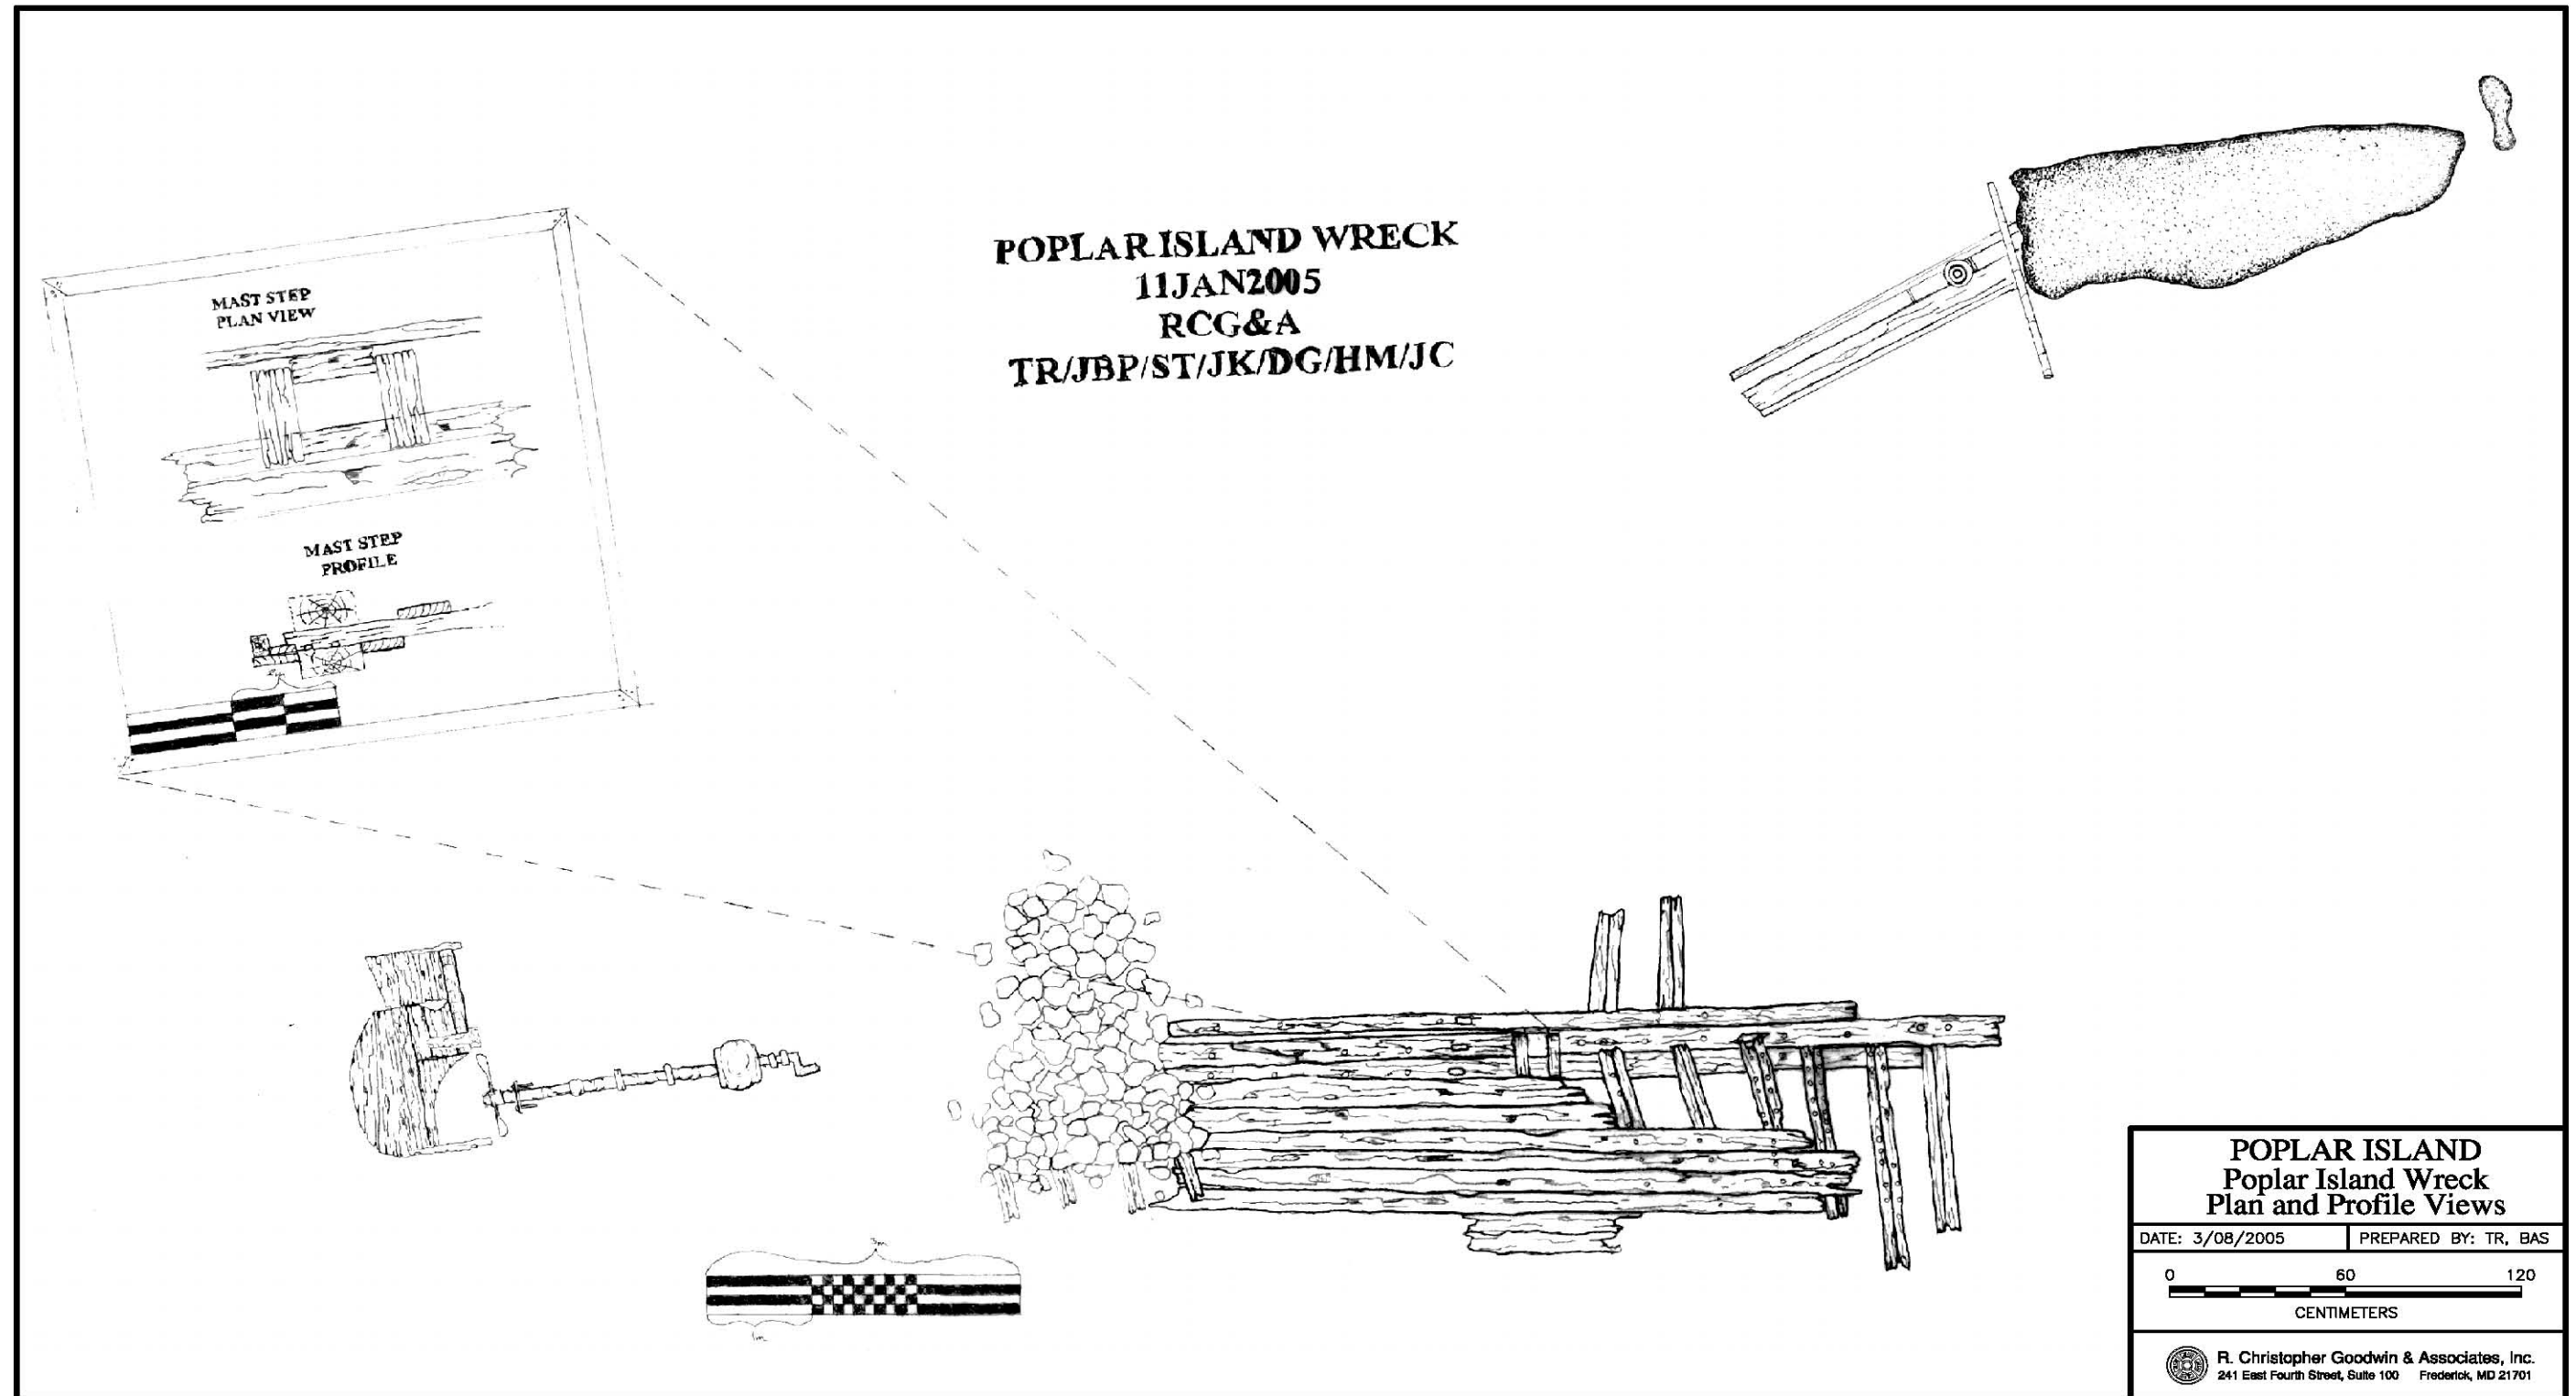 POPLAR ISLAND WRECK
11JAN2005
RCG&A
TR/JBP/ST/JK/DG/HM/JC
MAST STEP
PLAN VIEW
MAST STEP
PROFILE
3m
1m
POPLAR ISLAND
Poplar Island Wreck
Plan and Profile Views
DATE: 3/08/2005 PREPARED BY: TR, BAS
0 60 120
CENTIMETERS
R. Christopher Goodwin & Associates, Inc.
241 East Fourth Street, Suite 100 Frederick, MD 21701